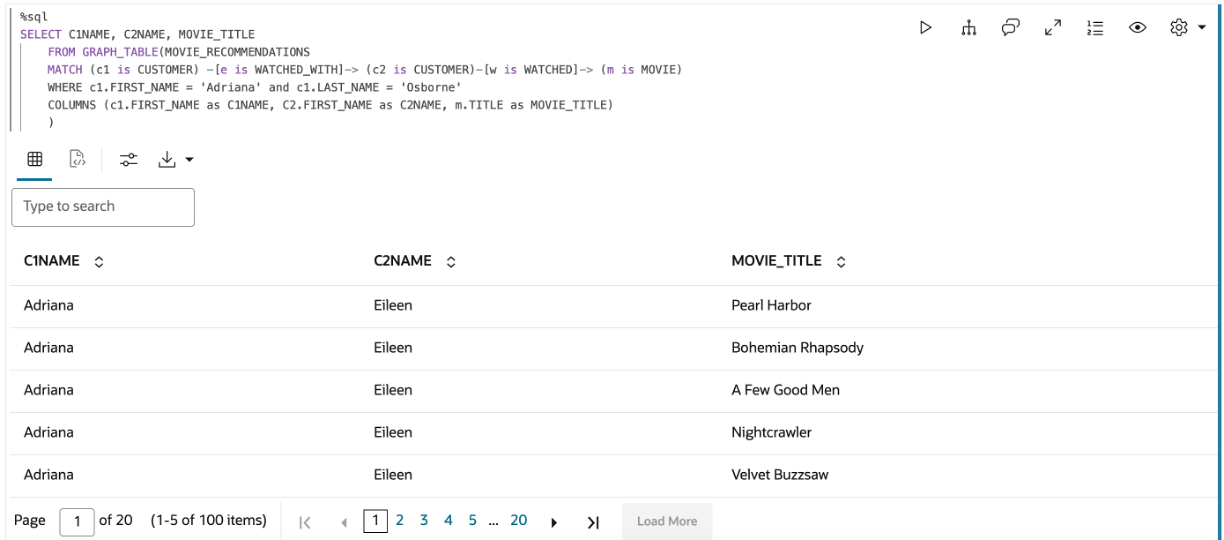 %sql
SELECT C1NAME, C2NAME, MOVIE_TITLE
FROM GRAPH_TABLE(MOVIE_RECOMMENDATIONS
MATCH (c1 is CUSTOMER) -[e is WATCHED_WITH]-> (c2 is CUSTOMER)-[w is WATCHED]-> (m is MOVIE)
WHERE c1.FIRST_NAME = 'Adriana' and c1.LAST_NAME = 'Osborne'
COLUMNS (c1.FIRST_NAME as C1NAME, C2.FIRST_NAME as C2NAME, m.TITLE as MOVIE_TITLE)
)
Type to search
C1NAME C2NAME MOVIE_TITLE
Adriana Eileen Pearl Harbor
Adriana Eileen Bohemian Rhapsody
Adriana Eileen A Few Good Men
Adriana Eileen Nightcrawler
Adriana Eileen Velvet Buzzsaw
Page 1 of 20 (1-5 of 100 items) 1 2 3 4 5 ... 20 Load More